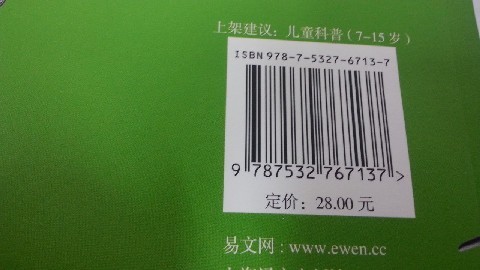 上架建议：儿童科普(7~15岁)
ISBN 978-7-5327-6713-7
9 787532 767137>
定价：28.00 元
易文网：www.ewen.cc